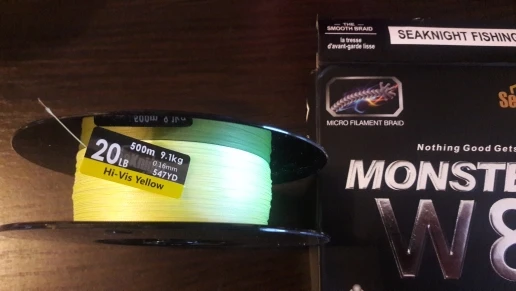 THE
SMOOTH BRAID
la tresse
d'avant-garde lisse
SEAKNIGHT FISHING
MICRO FILAMENT BRAID
Nothing Good Gets
MONSTE
W8
500m 9.1kg
20LB
0.16mm
547YD
Hi-Vis Yellow